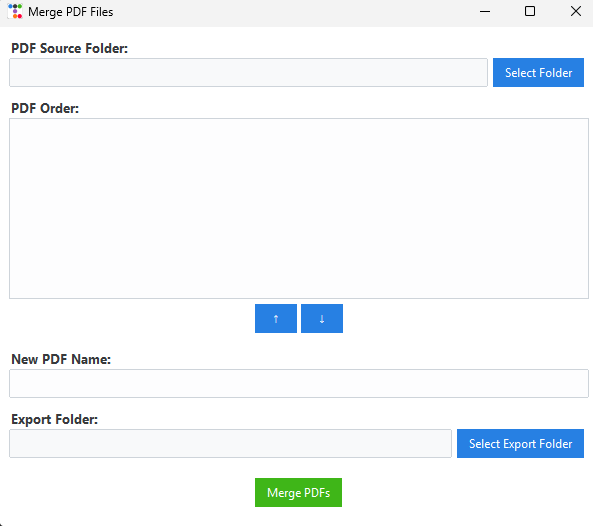 Merge PDF Files
PDF Source Folder:
Select Folder
PDF Order:
↑ ↓
New PDF Name:
Export Folder:
Select Export Folder
Merge PDFs